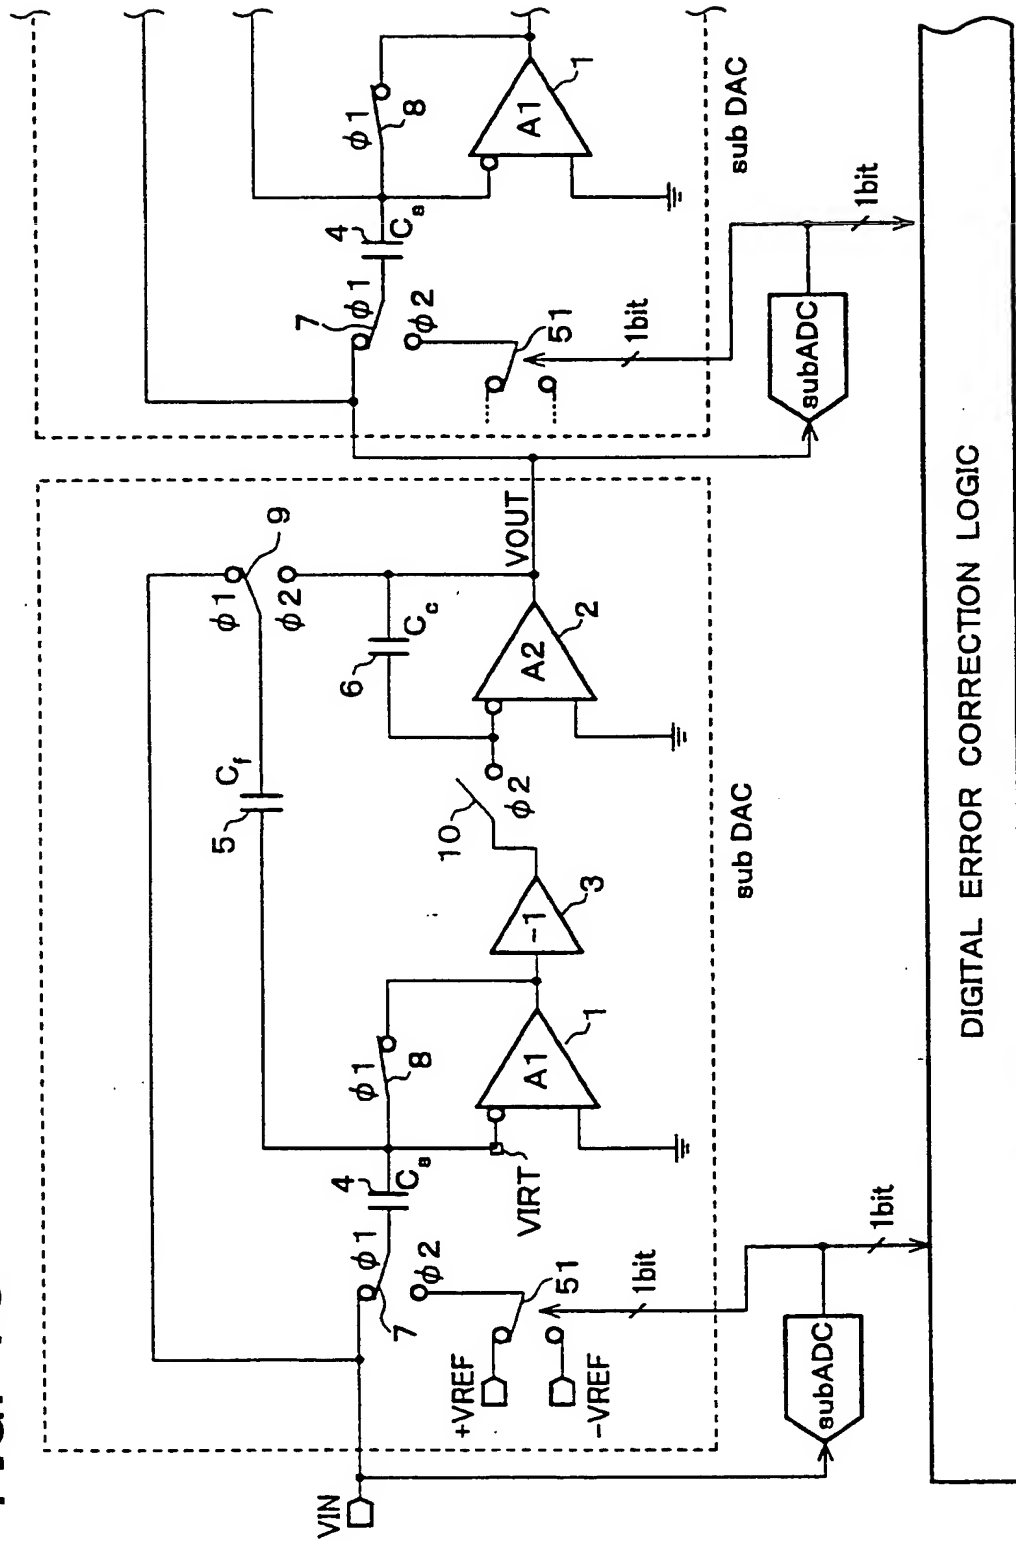 VIN
+VREF
-VREF
7
φ1
φ2
51
1bit
4
Cs
VIRT
φ1
8
A1
1
-1
3
5
Cf
10
φ2
6
Cc
A2
2
φ1
φ2
9
VOUT
sub DAC
subADC
1bit
7
φ1
φ2
51
1bit
4
Cs
φ1
8
A1
1
sub DAC
subADC
1bit
DIGITAL ERROR CORRECTION LOGIC